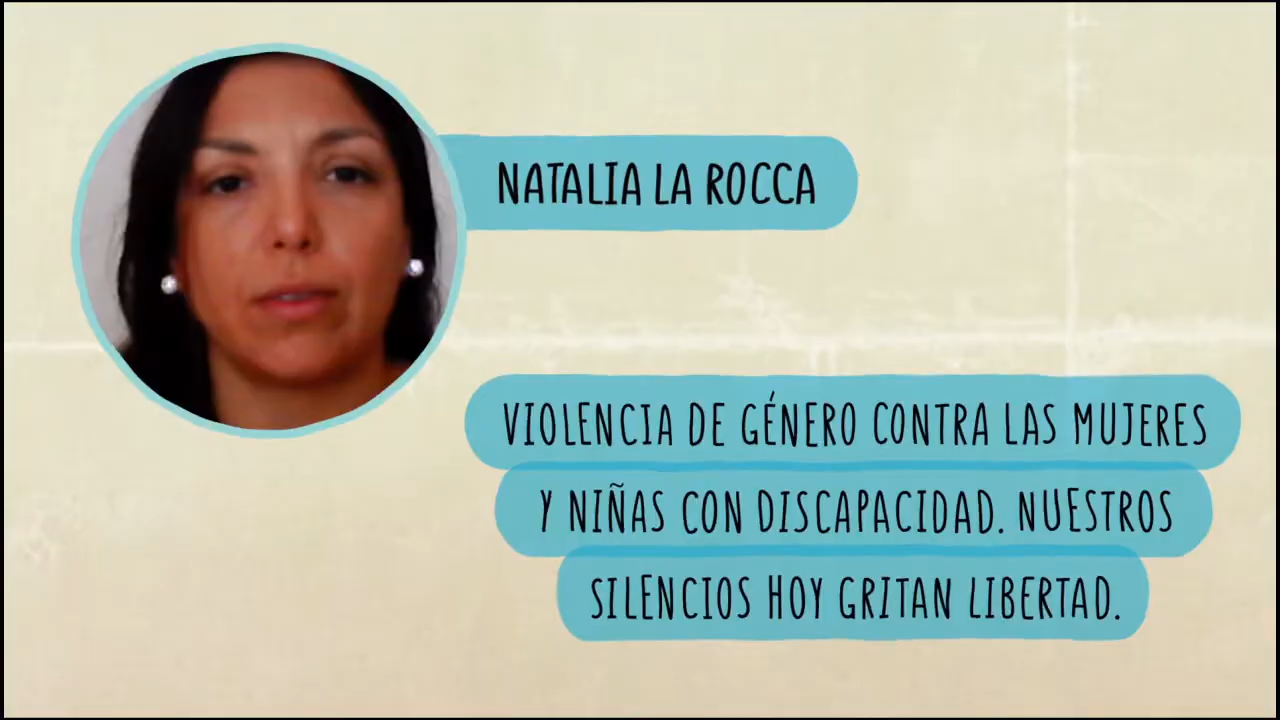 NATALIA LA ROCCA
VIOLENCIA DE GÉNERO CONTRA LAS MUJERES
Y NIÑAS CON DISCAPACIDAD. NUESTROS
SILENCIOS HOY GRITAN LIBERTAD.